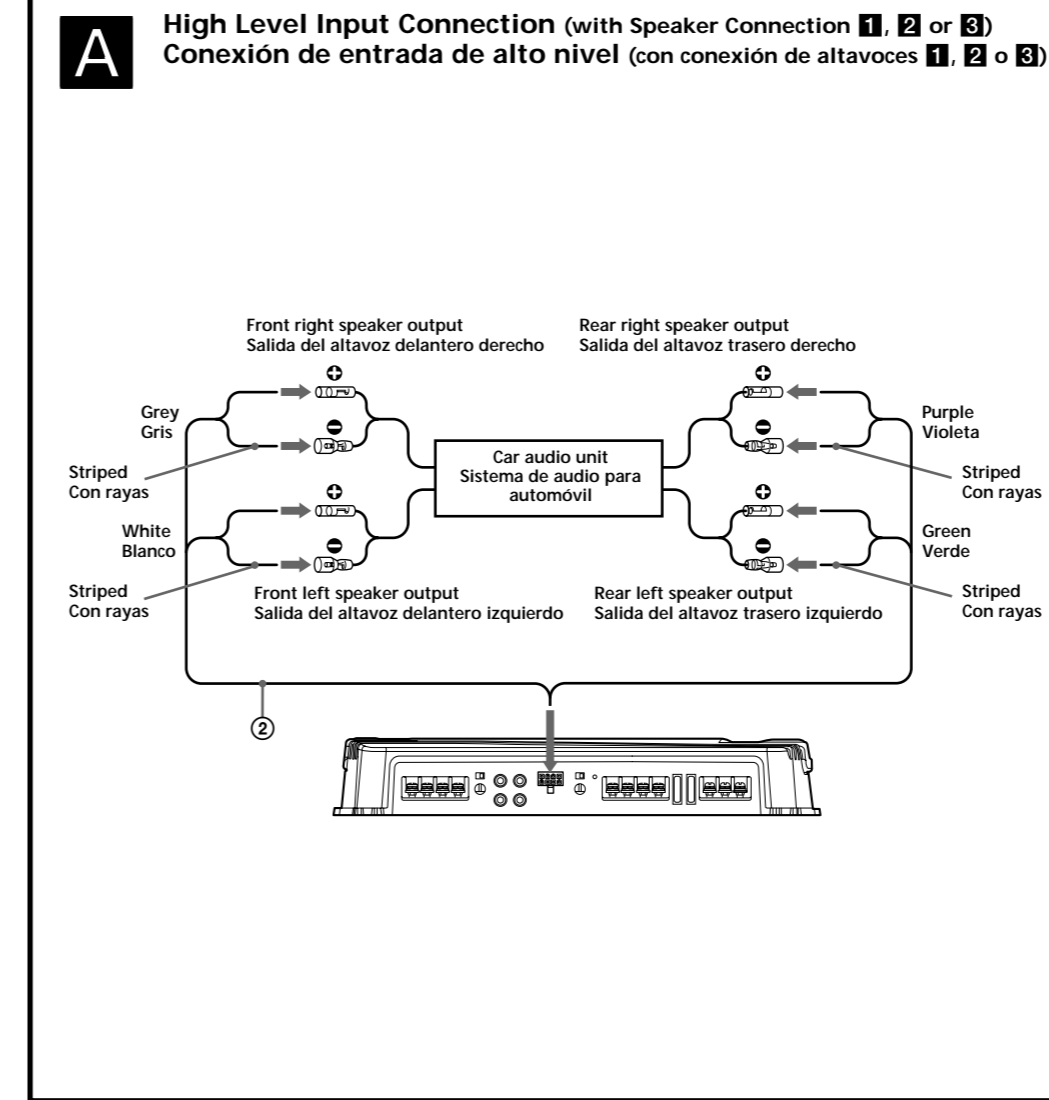 A
High Level Input Connection (with Speaker Connection 1, 2 or 3)
Conexión de entrada de alto nivel (con conexión de altavoces 1, 2 o 3)
Front right speaker output
Salida del altavoz delantero derecho
Rear right speaker output
Salida del altavoz trasero derecho
Grey
Gris
Purple
Violeta
Striped
Con rayas
Car audio unit
Sistema de audio para
automóvil
Striped
Con rayas
White
Blanco
Green
Verde
Striped
Con rayas
Front left speaker output
Salida del altavoz delantero izquierdo
Rear left speaker output
Salida del altavoz trasero izquierdo
Striped
Con rayas
②